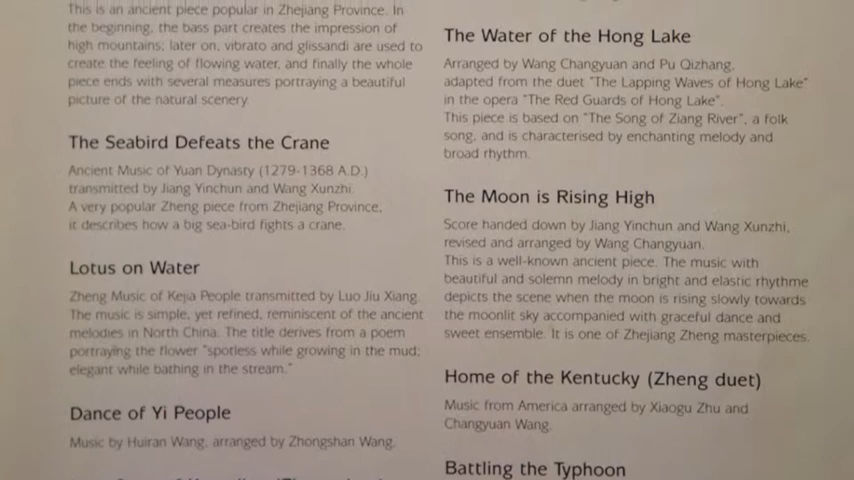 This is an ancient piece popular in Zhejiang Province. In
the beginning, the bass part creates the impression of
high mountains; later on, vibrato and glissandi are used to
create the feeling of flowing water, and finally the whole
piece ends with several measures portraying a beautiful
picture of the natural scenery.
The Seabird Defeats the Crane
Ancient Music of Yuan Dynasty (1279-1368 A.D.)
transmitted by Jiang Yinchun and Wang Xunzhi.
A very popular Zheng piece from Zhejiang Province,
it describes how a big sea-bird fights a crane.
Lotus on Water
Zheng Music of Kejia People transmitted by Luo Jiu Xiang.
The music is simple, yet refined, reminiscent of the ancient
melodies in North China. The title derives from a poem
portraying the flower "spotless while growing in the mud;
elegant while bathing in the stream."
Dance of Yi People
Music by Huiran Wang, arranged by Zhongshan Wang.
The Water of the Hong Lake
Arranged by Wang Changyuan and Pu Qizhang.
adapted from the duet "The Lapping Waves of Hong Lake"
in the opera "The Red Guards of Hong Lake".
This piece is based on "The Song of Ziang River", a folk
song, and is characterised by enchanting melody and
broad rhythm.
The Moon is Rising High
Score handed down by Jiang Yinchun and Wang Xunzhi,
revised and arranged by Wang Changyuan.
This is a well-known ancient piece. The music with
beautiful and solemn melody in bright and elastic rhythme
depicts the scene when the moon is rising slowly towards
the moonlit sky accompanied with graceful dance and
sweet ensemble. It is one of Zhejiang Zheng masterpieces.
Home of the Kentucky (Zheng duet)
Music from America arranged by Xiaogu Zhu and
Changyuan Wang.
Battling the Typhoon